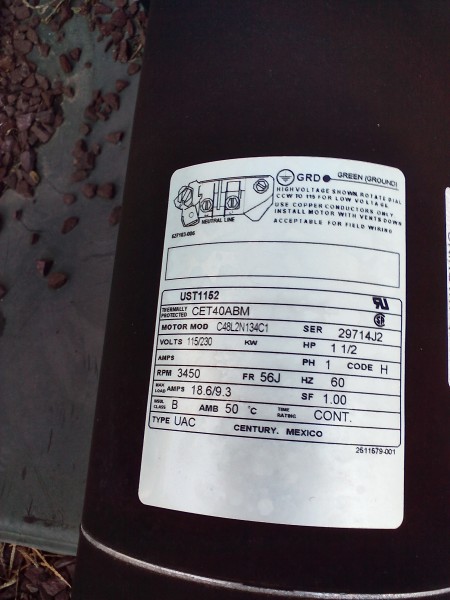 GRD GREEN (GROUND)
HIGH VOLTAGE SHOWN. ROTATE DIAL
CCW TO 115 FOR LOW VOLTAGE
USE COPPER CONDUCTORS ONLY
INSTALL MOTOR WITH VENTS DOWN
ACCEPTABLE FOR FIELD WIRING
NEUTRAL LINE
UST1152
THERMALLY PROTECTED CET40ABM
MOTOR MOD C48L2N134C1 SER 29714J2
VOLTS 115/230 KW HP 1 1/2
AMPS PH 1 CODE H
RPM 3450 FR 56J HZ 60
MAX LOAD AMPS 18.6/9.3 SF 1.00
INSUL CLASS B AMB 50 °C TIME RATING CONT.
TYPE UAC CENTURY. MEXICO
2611679-001